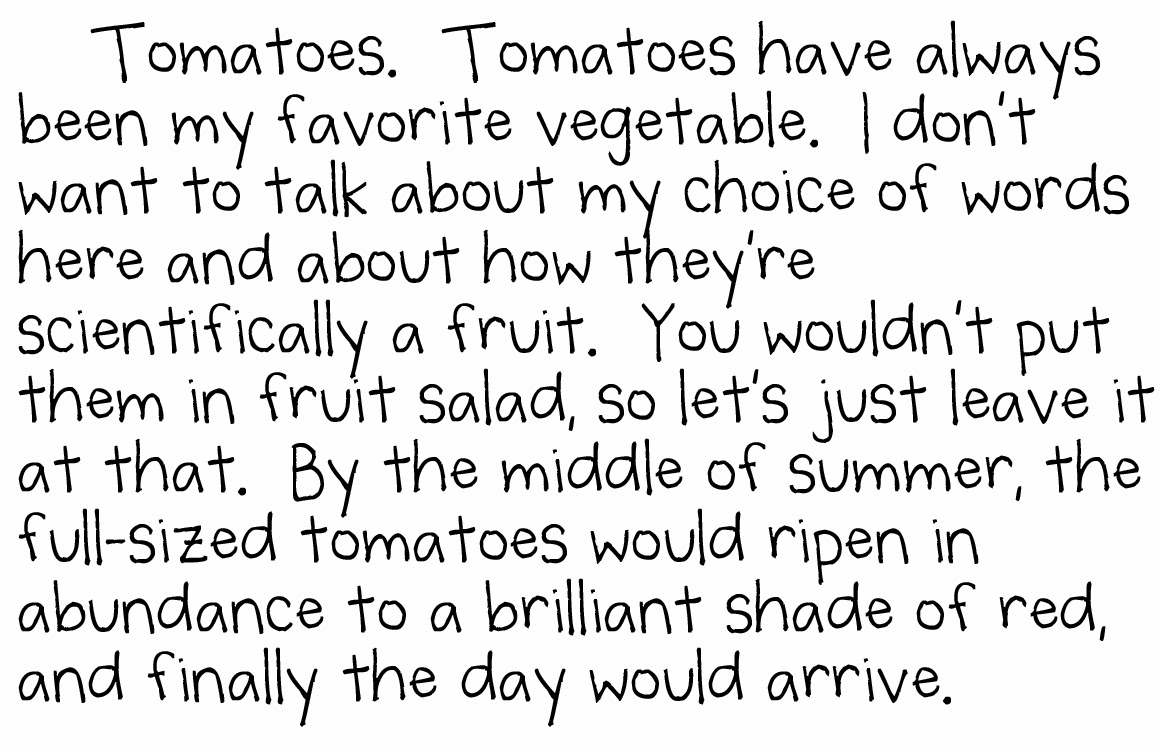 Tomatoes. Tomatoes have always
been my favorite vegetable. I don't
want to talk about my choice of words
here and about how they're
scientifically a fruit. You wouldn't put
them in fruit salad, so let's just leave it
at that. By the middle of summer, the
full-sized tomatoes would ripen in
abundance to a brilliant shade of red,
and finally the day would arrive.